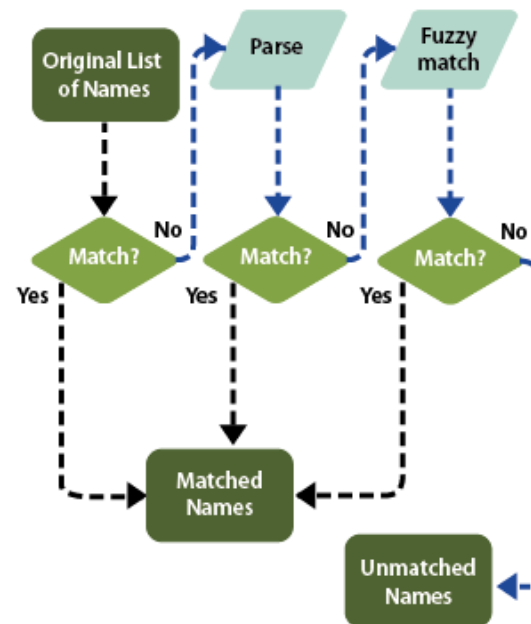 Original List
of Names
Parse
Fuzzy
match
No
No
No
Match?
Match?
Match?
Yes
Yes
Yes
Matched
Names
Unmatched
Names